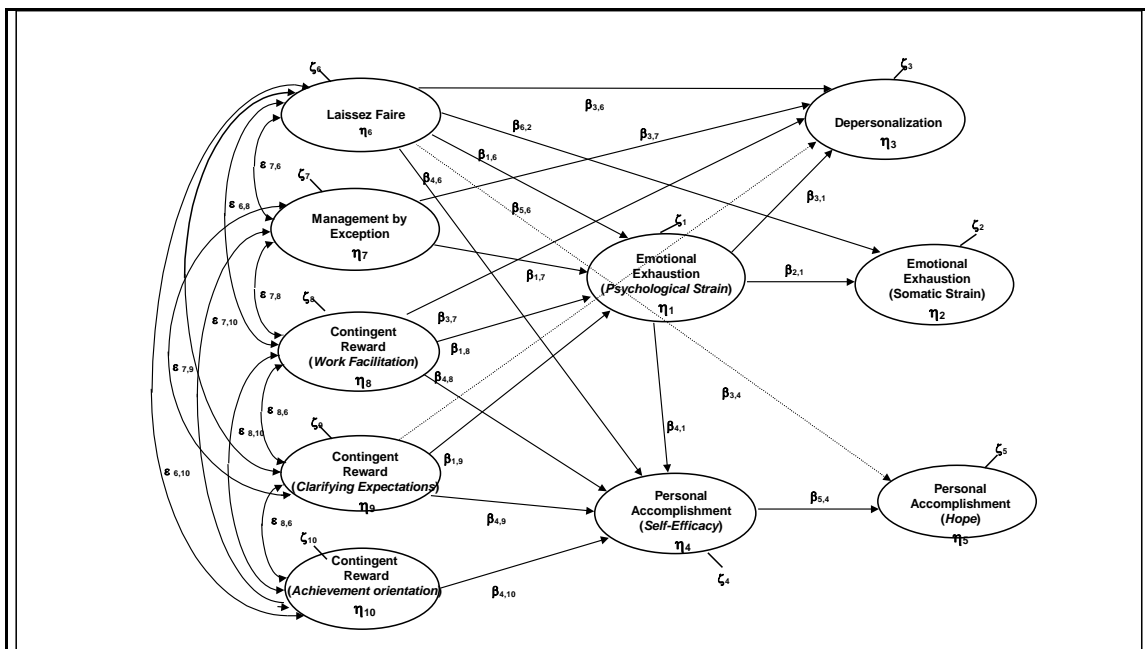 ζ6
Laissez Faire
η6
ζ3
Depersonalization
η3
β3,6
β6,2
β3,7
β1,6
β4,6
β5,6
β3,1
ε 7,6
ε 6,8
ζ7
Management by
Exception
η7
ζ1
Emotional
Exhaustion
(Psychological Strain)
η1
ζ2
Emotional
Exhaustion
(Somatic Strain)
η2
β2,1
β1,7
ε 7,8
ε 7,10
ζ8
Contingent
Reward
(Work Facilitation)
η8
β3,7
β1,8
β4,8
β3,4
ε 7,9
ε 8,6
ε 8,10
β4,1
ζ9
Contingent
Reward
(Clarifying Expectations)
η9
β1,9
β4,9
ε 6,10
ε 8,6
Personal
Accomplishment
(Self-Efficacy)
η4
ζ4
β5,4
ζ5
Personal
Accomplishment
(Hope)
η5
ζ10
Contingent
Reward
(Achievement orientation)
η10
β4,10